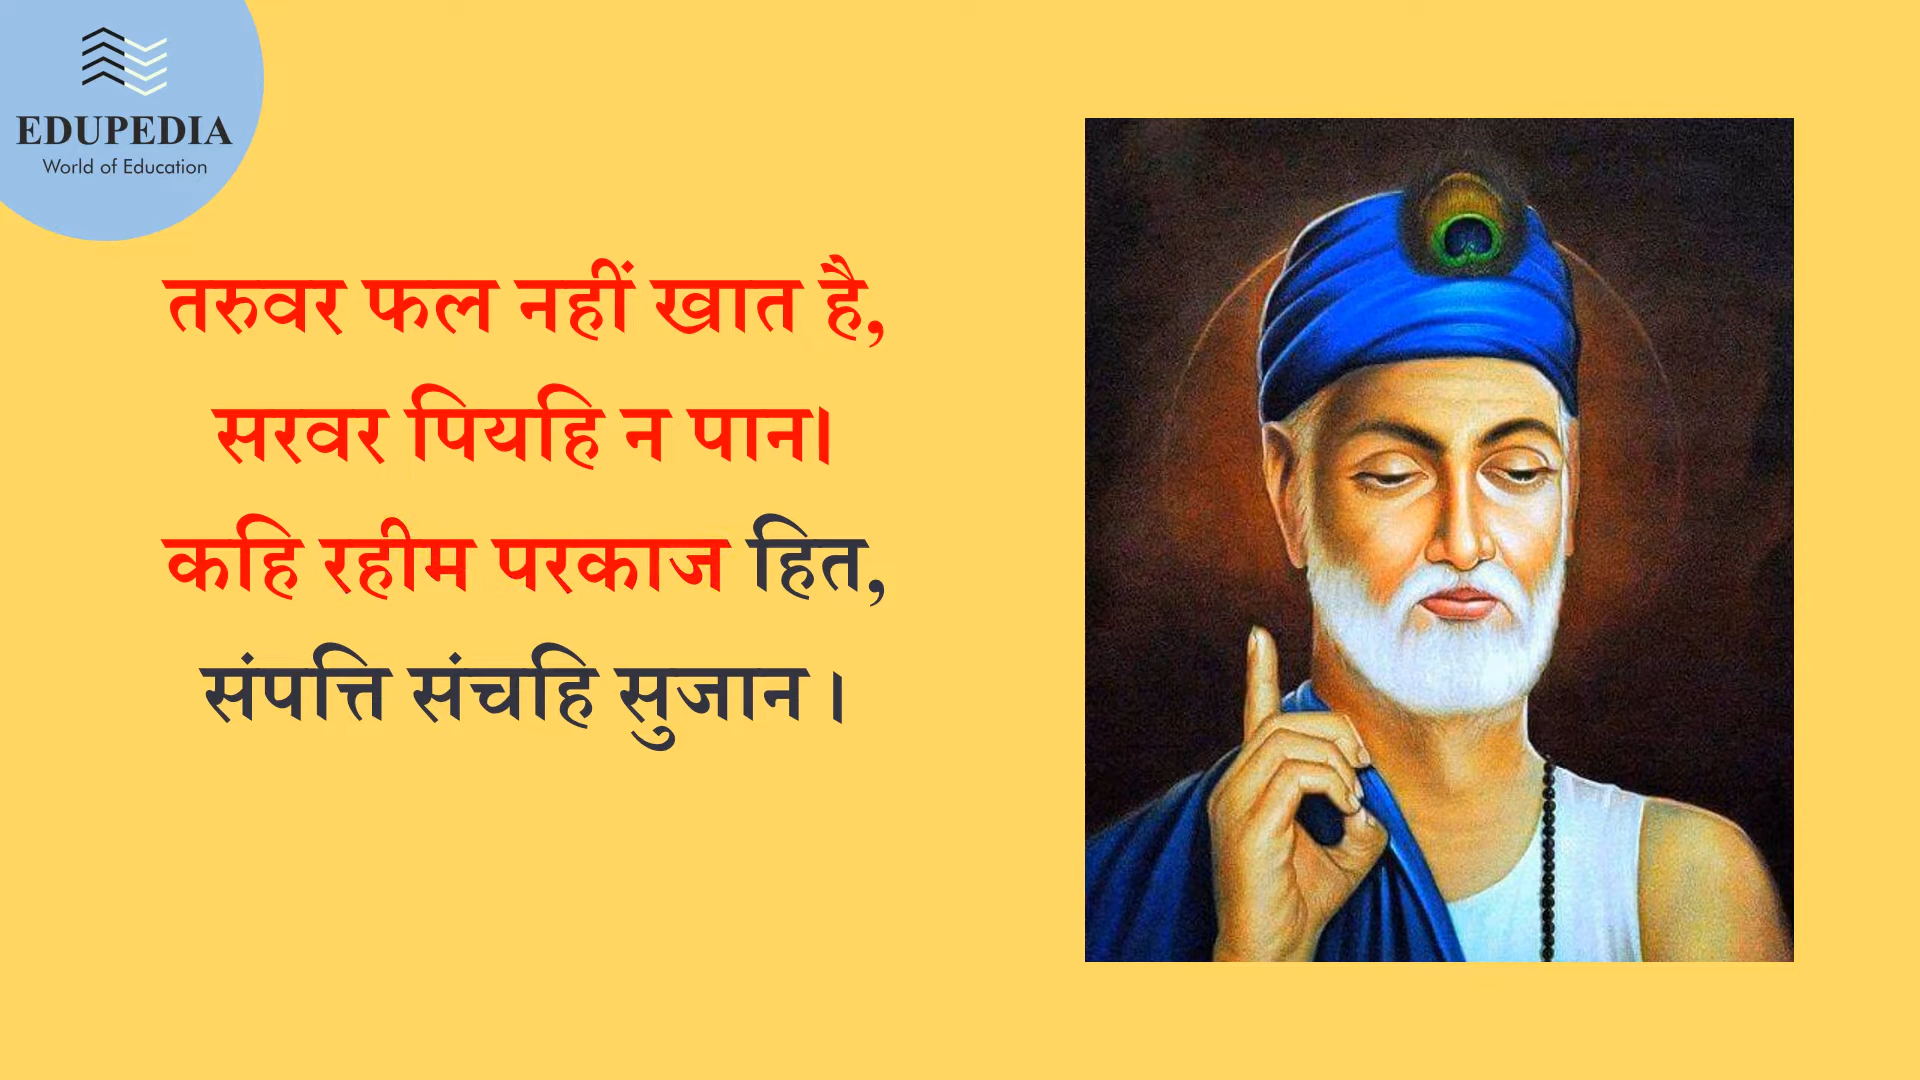 EDUPEDIA
World of Education
तरुवर फल नहीं खात है,
सरवर पियहि न पान।
कहि रहीम परकाज हित,
संपत्ति संचहि सुजान ।